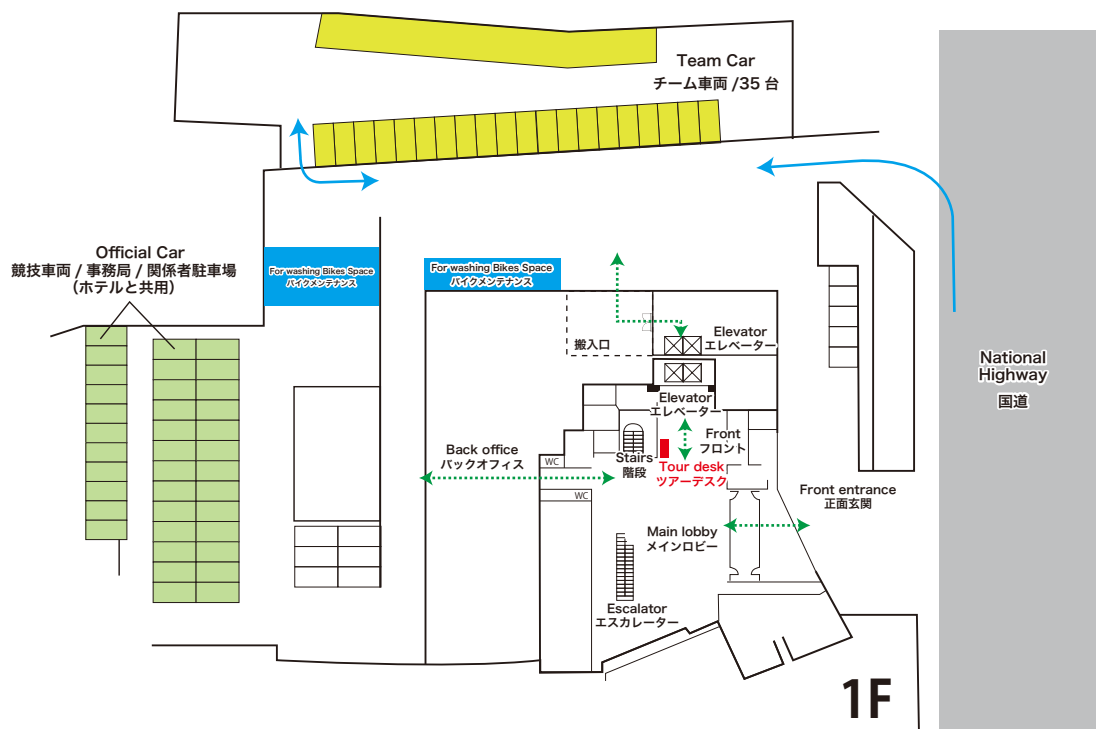 Team Car
チーム車両 /35 台
Official Car
競技車両 / 事務局 / 関係者駐車場
（ホテルと共用）
For washing Bikes Space
バイクメンテナンス
For washing Bikes Space
バイクメンテナンス
搬入口
Elevator
エレベーター
National
Highway
国道
Elevator
エレベーター
Front
フロント
Back office
バックオフィス
Stairs
階段
WC
Tour desk
ツアーデスク
WC
Front entrance
正面玄関
Main lobby
メインロビー
Escalator
エスカレーター
1F